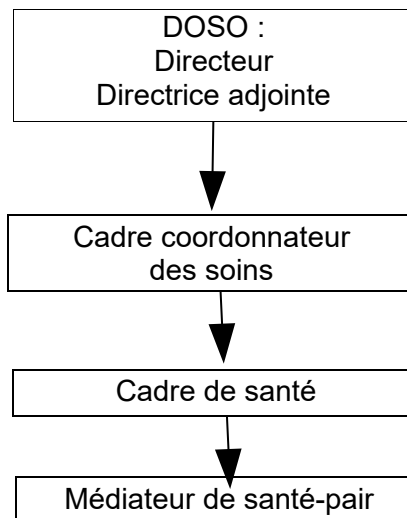 DOSO :
Directeur
Directrice adjointe
Cadre coordonnateur
des soins
Cadre de santé
Médiateur de santé-pair